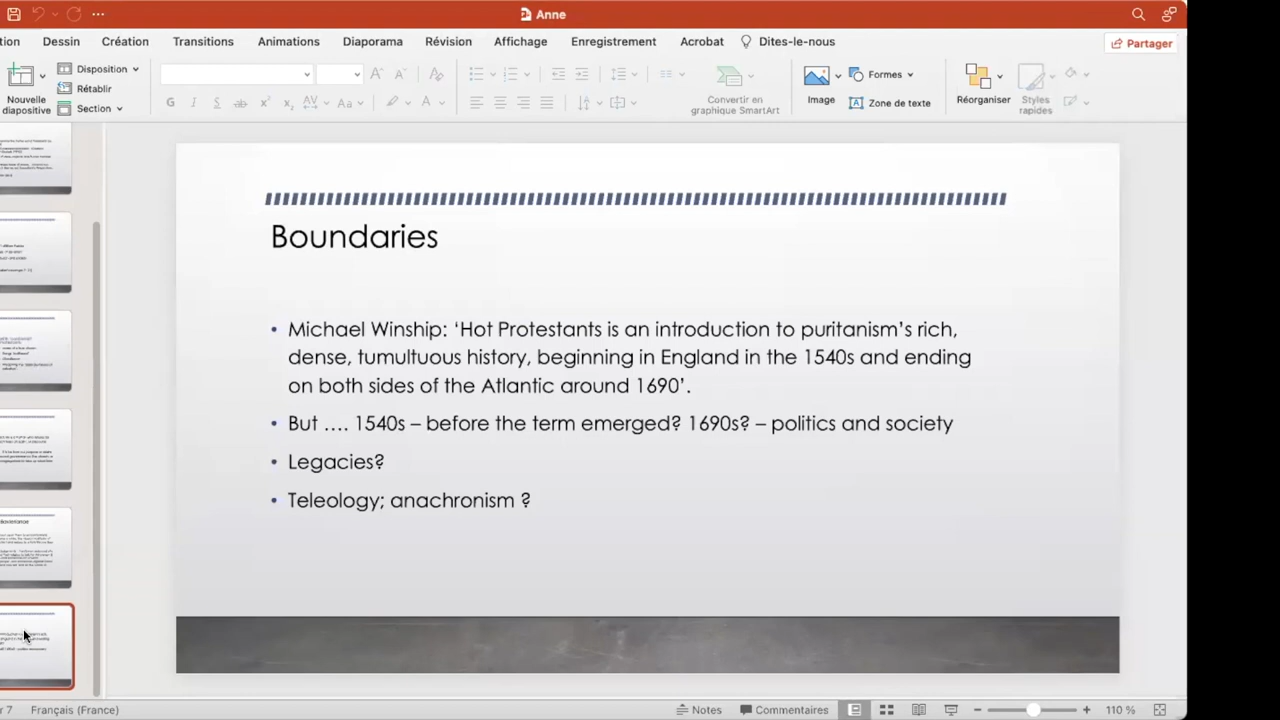 Anne
tion Dessin Création Transitions Animations Diaporama Révision Affichage Enregistrement Acrobat Dites-le-nous Partager
Nouvelle diapositive
Disposition
Rétablir
Section
Convertir en graphique SmartArt
Image
Formes
Zone de texte
Réorganiser
Styles rapides
Boundaries
• Michael Winship: ‘Hot Protestants is an introduction to puritanism’s rich,
dense, tumultuous history, beginning in England in the 1540s and ending
on both sides of the Atlantic around 1690’.
• But …. 1540s – before the term emerged? 1690s? – politics and society
• Legacies?
• Teleology; anachronism ?
r 7 Français (France) Notes Commentaires 110 %